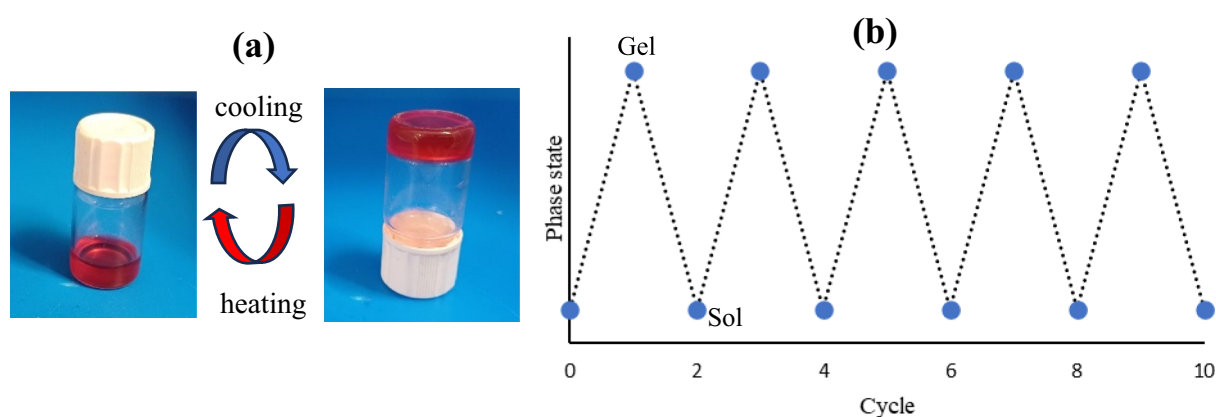 (a)
cooling
heating
(b)
Gel
Phase state
Sol
0 2 4 6 8 10
Cycle